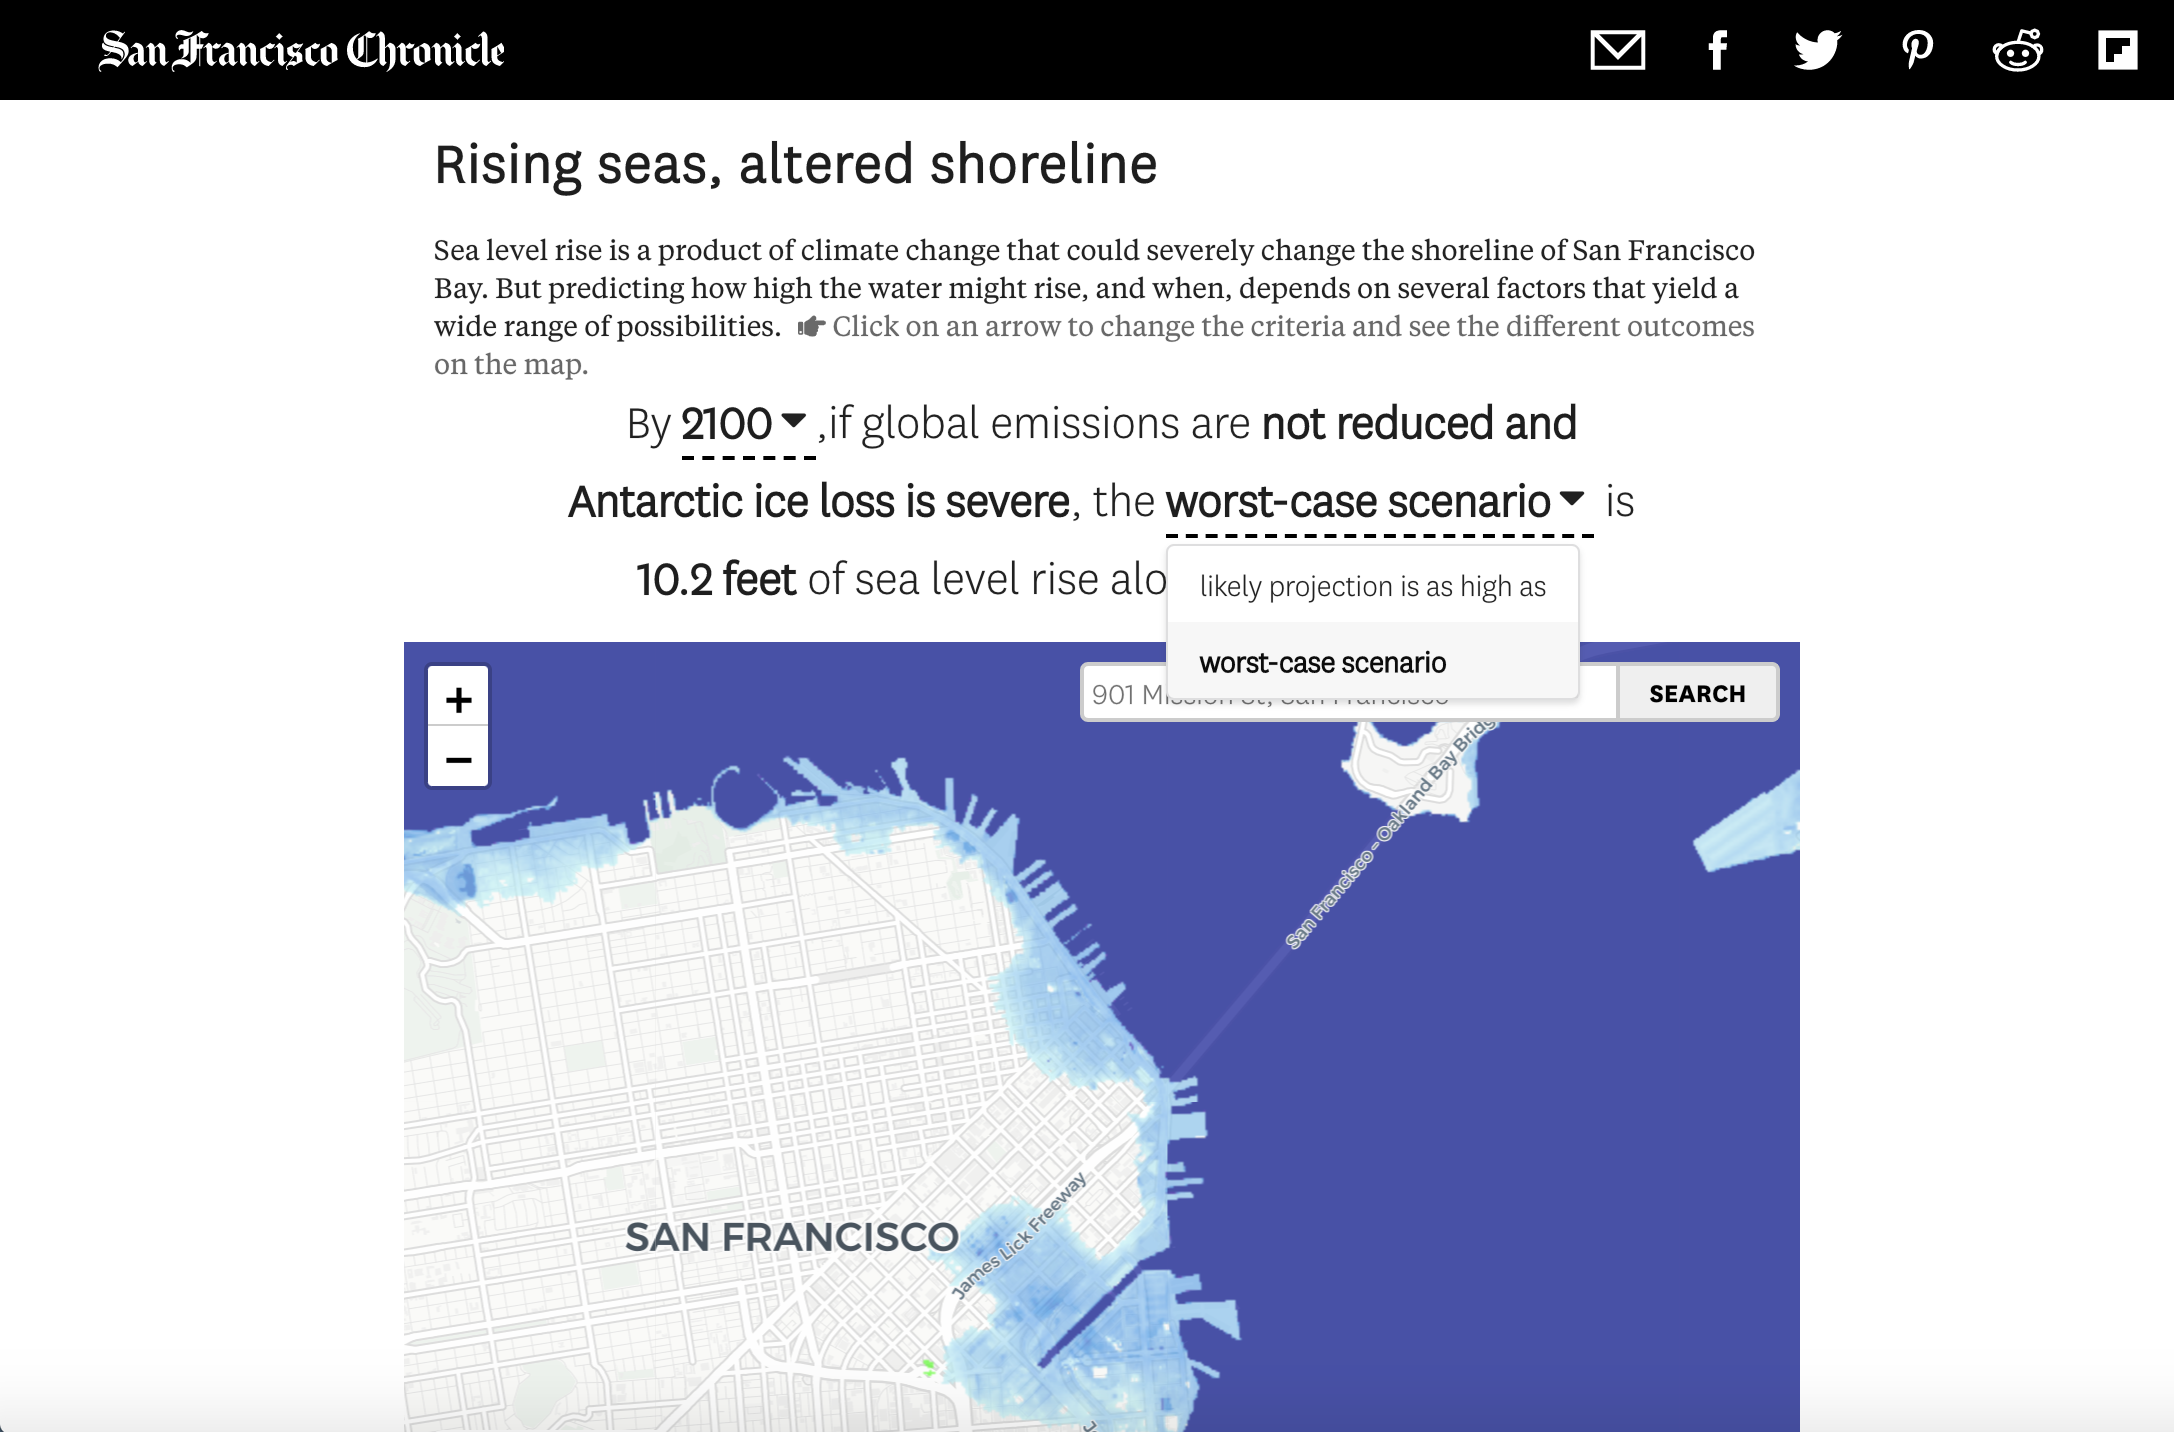 San Francisco Chronicle
Rising seas, altered shoreline
Sea level rise is a product of climate change that could severely change the shoreline of San Francisco
Bay. But predicting how high the water might rise, and when, depends on several factors that yield a
wide range of possibilities. Click on an arrow to change the criteria and see the different outcomes
on the map.
By 2100 ,if global emissions are not reduced and
Antarctic ice loss is severe, the worst-case scenario is
10.2 feet of sea level rise alo
likely projection is as high as
worst-case scenario
+
901 Mission St, San Francisco
SEARCH
−
San Francisco - Oakland Bay Bridg
James Lick Freeway
SAN FRANCISCO
J